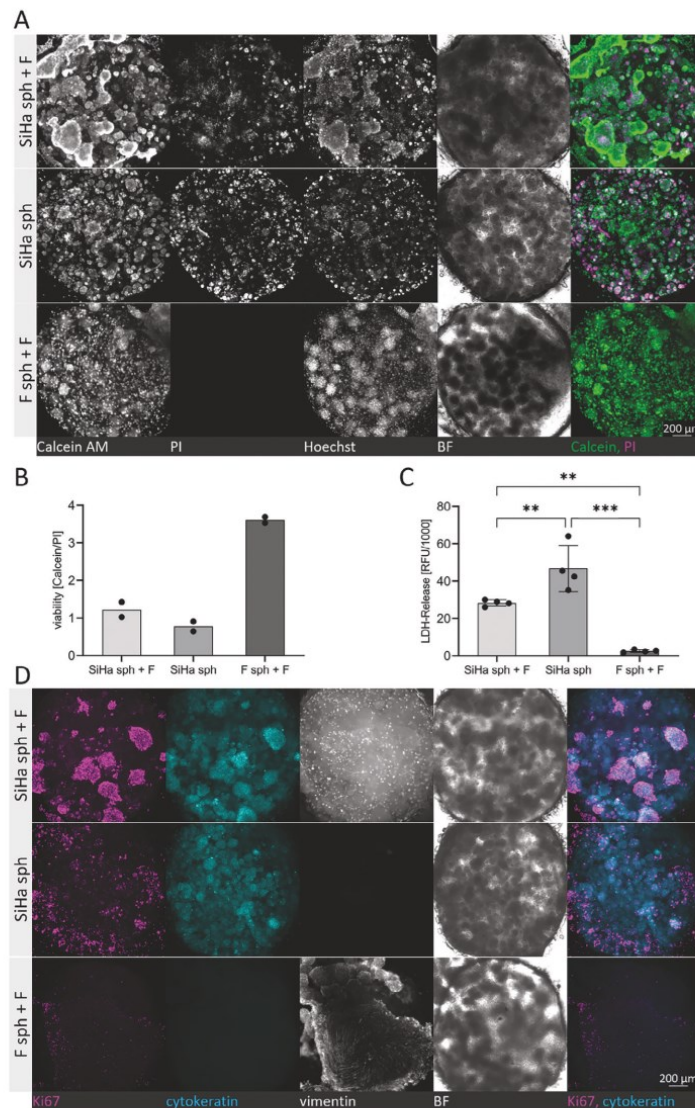 A
SiHa sph + F
SiHa sph
F sph + F
Calcein AM PI Hoechst BF Calcein, PI
200 µm
B
viability [Calcein/PI]
4
3
2
1
0
SiHa sph + F SiHa sph F sph + F
C
LDH-Release [RFU/1000]
80
60
40
20
0
**
** ***
SiHa sph + F SiHa sph F sph + F
D
SiHa sph + F
SiHa sph
F sph + F
200 µm
Ki67 cytokeratin vimentin BF Ki67, cytokeratin